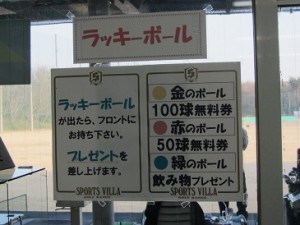 ラッキーボール
ラッキーボール
が出たら、フロントに
お持ち下さい。
プレゼントを
差し上げます。
SPORTS VILLA
金のボール
100球無料券
赤のボール
50球無料券
緑のボール
飲み物プレゼント
SPORTS VILLA